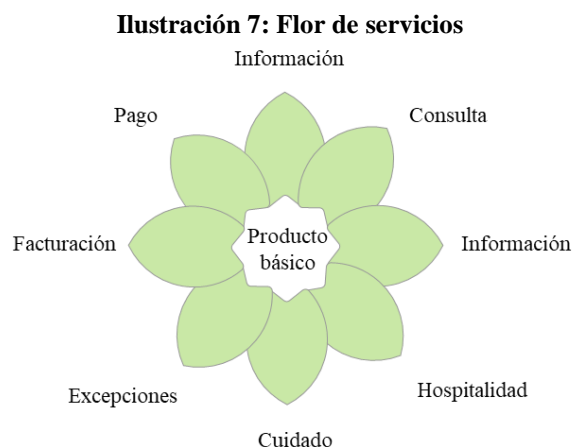 Ilustración 7: Flor de servicios
Información
Pago
Consulta
Facturación
Producto
básico
Información
Excepciones
Hospitalidad
Cuidado